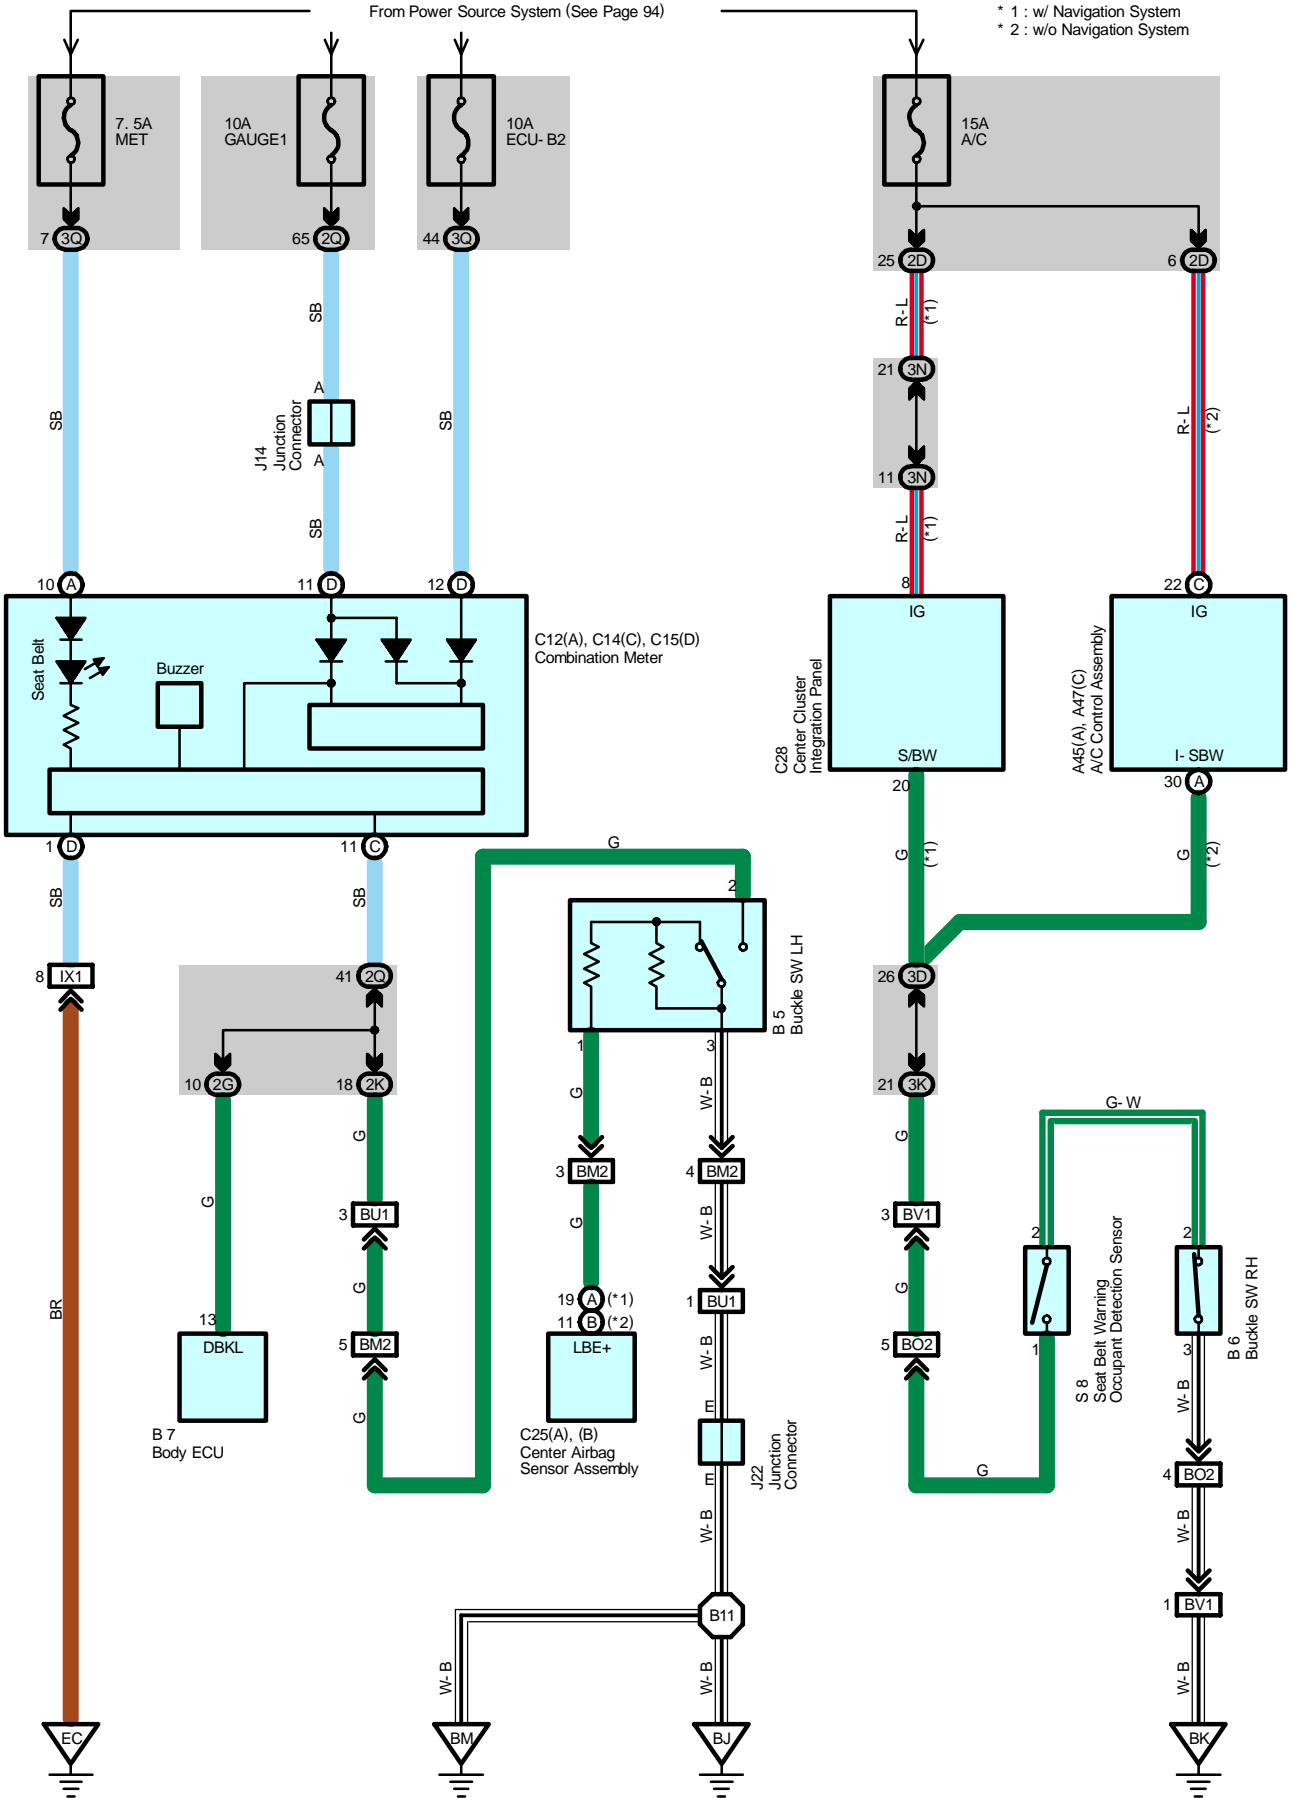 From Power Source System (See Page 94)
* 1 : w/ Navigation System
* 2 : w/o Navigation System
7. 5A
MET
10A
GAUGE1
10A
ECU- B2
15A
A/C
7 3Q
65 2Q
44 3Q
25 2D
6 2D
SB
SB
SB
R- L
(* 1)
R- L
(* 2)
21 3N
11 3N
A
A
J14
Junction
Connector
SB
R- L
(* 1)
10 A
11 D
12 D
8
22 C
Seat Belt
Buzzer
C12(A), C14(C), C15(D)
Combination Meter
IG
S/BW
C28
Center Cluster
Integration Panel
IG
I- SBW
A45(A), A47(C)
A/C Control Assembly
20
30 A
1 D
11 C
SB
SB
G
G
(* 1)
G
(* 2)
2
B 5
Buckle SW LH
1
3
8 IX1
41 2Q
10 2G
18 2K
26 3D
21 3K
G
G
G
W- B
G
G- W
3 BM2
4 BM2
3 BU1
G
W- B
3 BV1
2
2
G
G
19 A (* 1)
11 B (* 2)
1 BU1
BR
13
DBKL
B 7
Body ECU
5 BM2
LBE+
C25(A), (B)
Center Airbag
Sensor Assembly
W- B
5 BO2
1
S 8
Seat Belt Warning
Occupant Detection Sensor
3
B 6
Buckle SW RH
G
E
E
J22
Junction
Connector
G
W- B
4 BO2
W- B
W- B
B11
1 BV1
W- B
W- B
W- B
EC
BM
BJ
BK